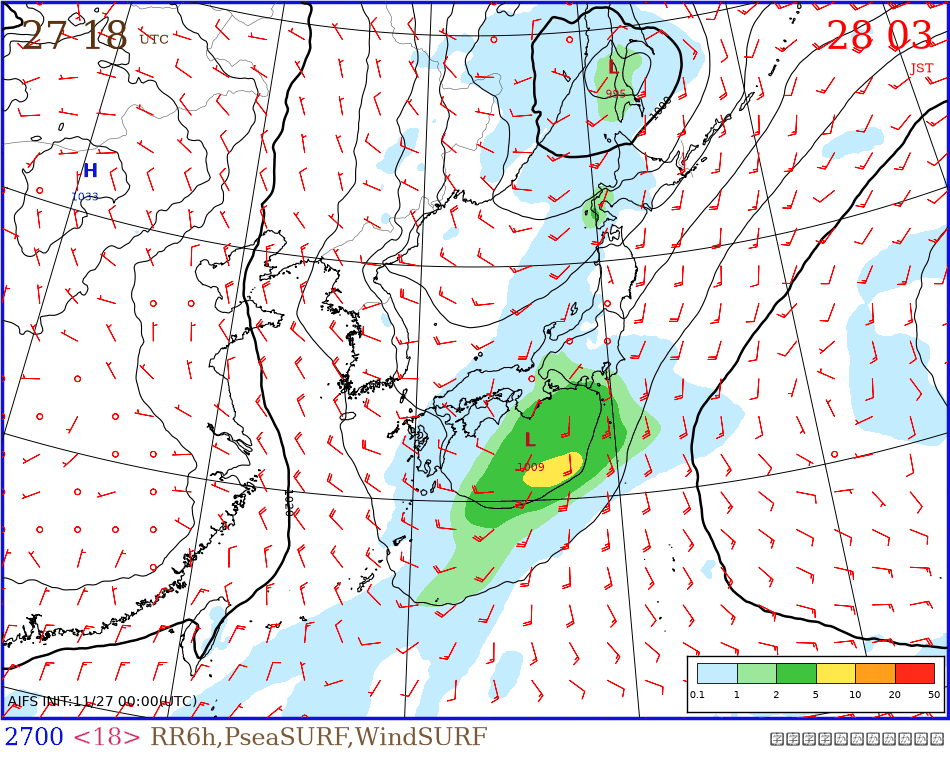 27 18 UTC
28 03
JST
L
995
1000
H
1033
L
1009
1020
0.1 1 2 5 10 20 50
AIFS INIT:11/27 00:00(UTC)
2700 <18> RR6h,PseaSURF,WindSURF